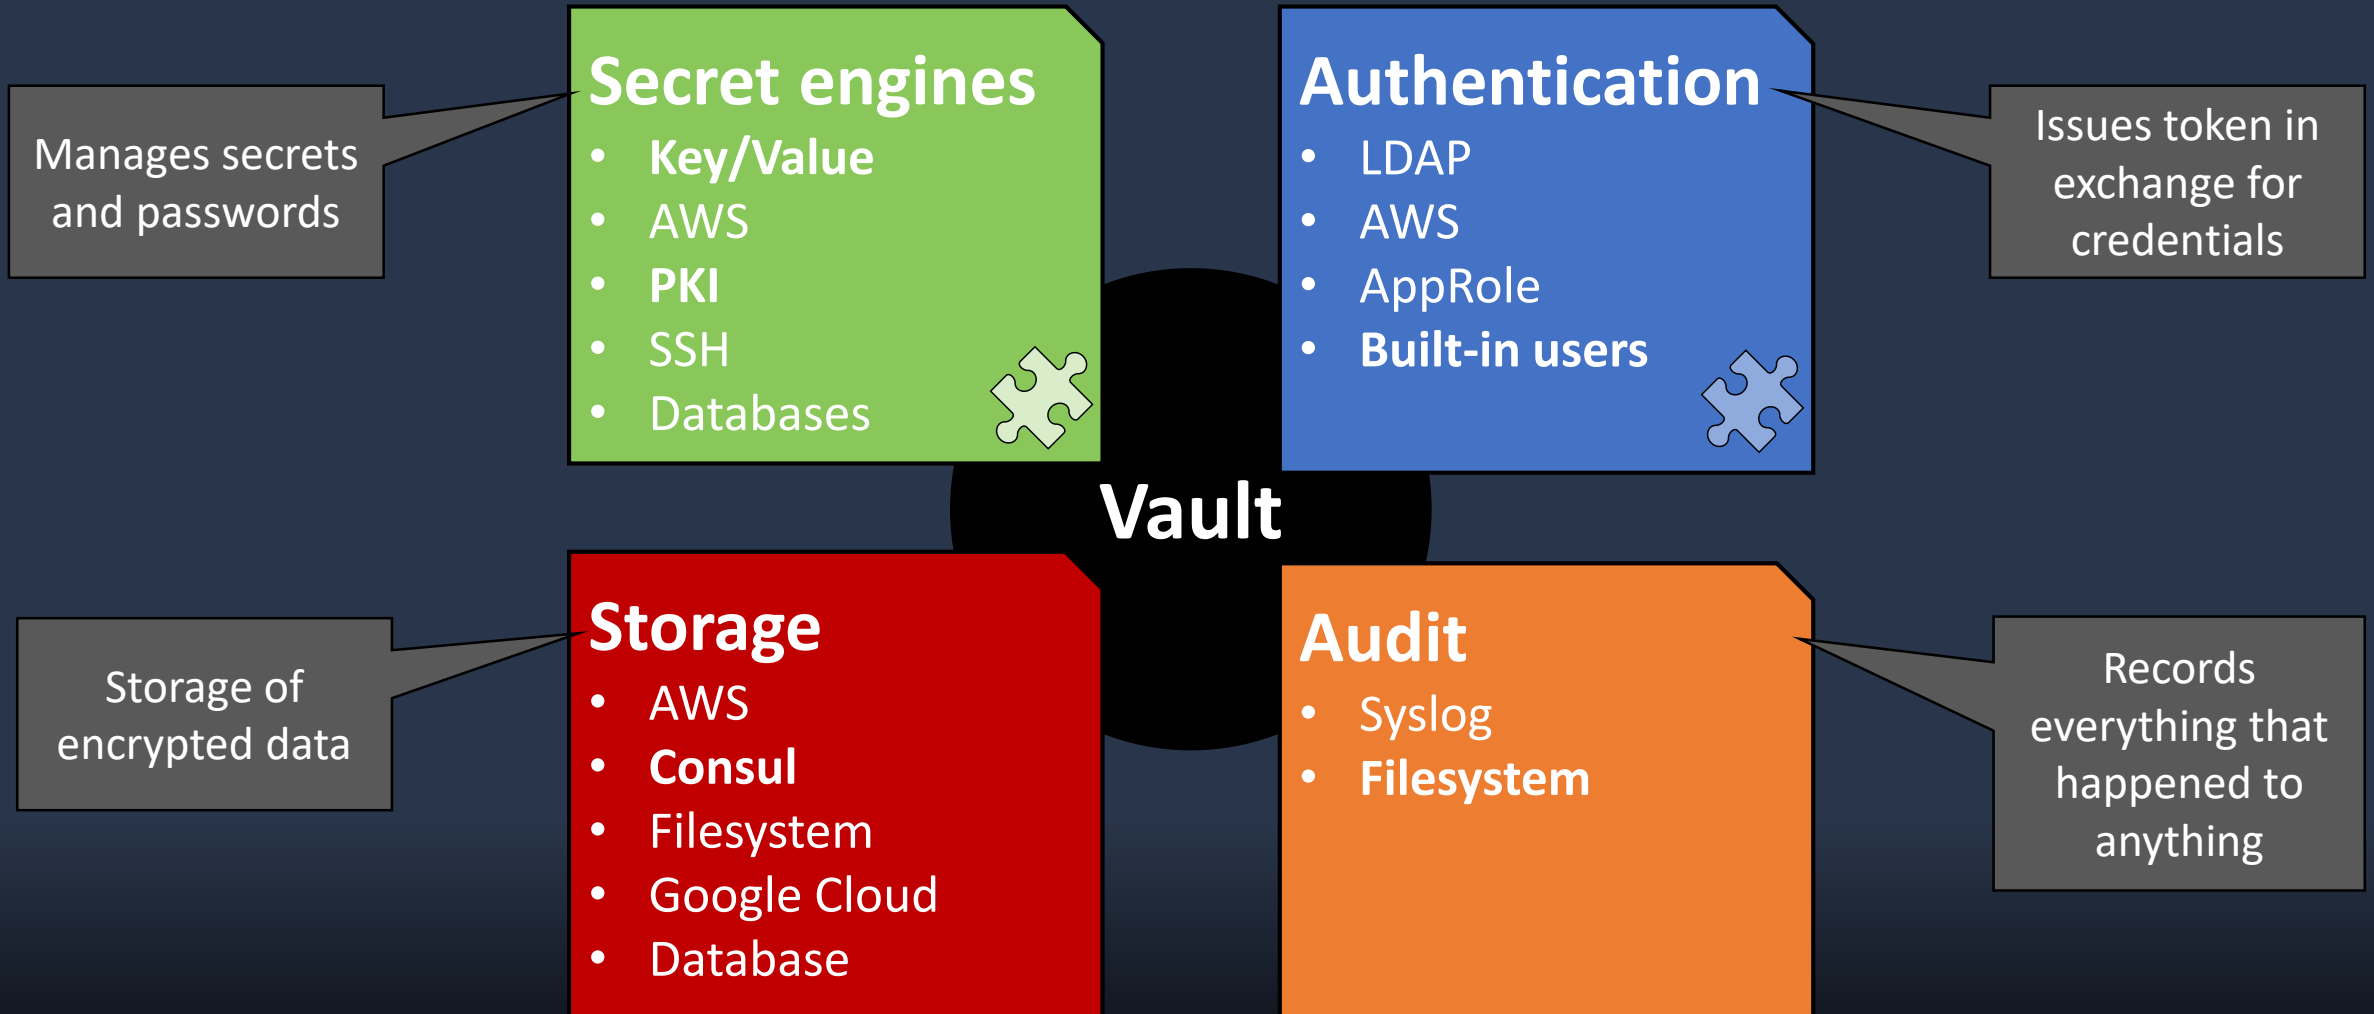 Manages secrets
and passwords
Secret engines
• Key/Value
• AWS
• PKI
• SSH
• Databases
Authentication
• LDAP
• AWS
• AppRole
• Built-in users
Issues token in
exchange for
credentials
Vault
Storage of
encrypted data
Storage
• AWS
• Consul
• Filesystem
• Google Cloud
• Database
Audit
• Syslog
• Filesystem
Records
everything that
happened to
anything